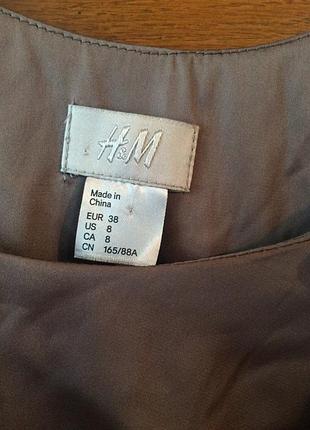 H&M
Made in
China
EUR 38
US 8
CA 8
CN 165/88A